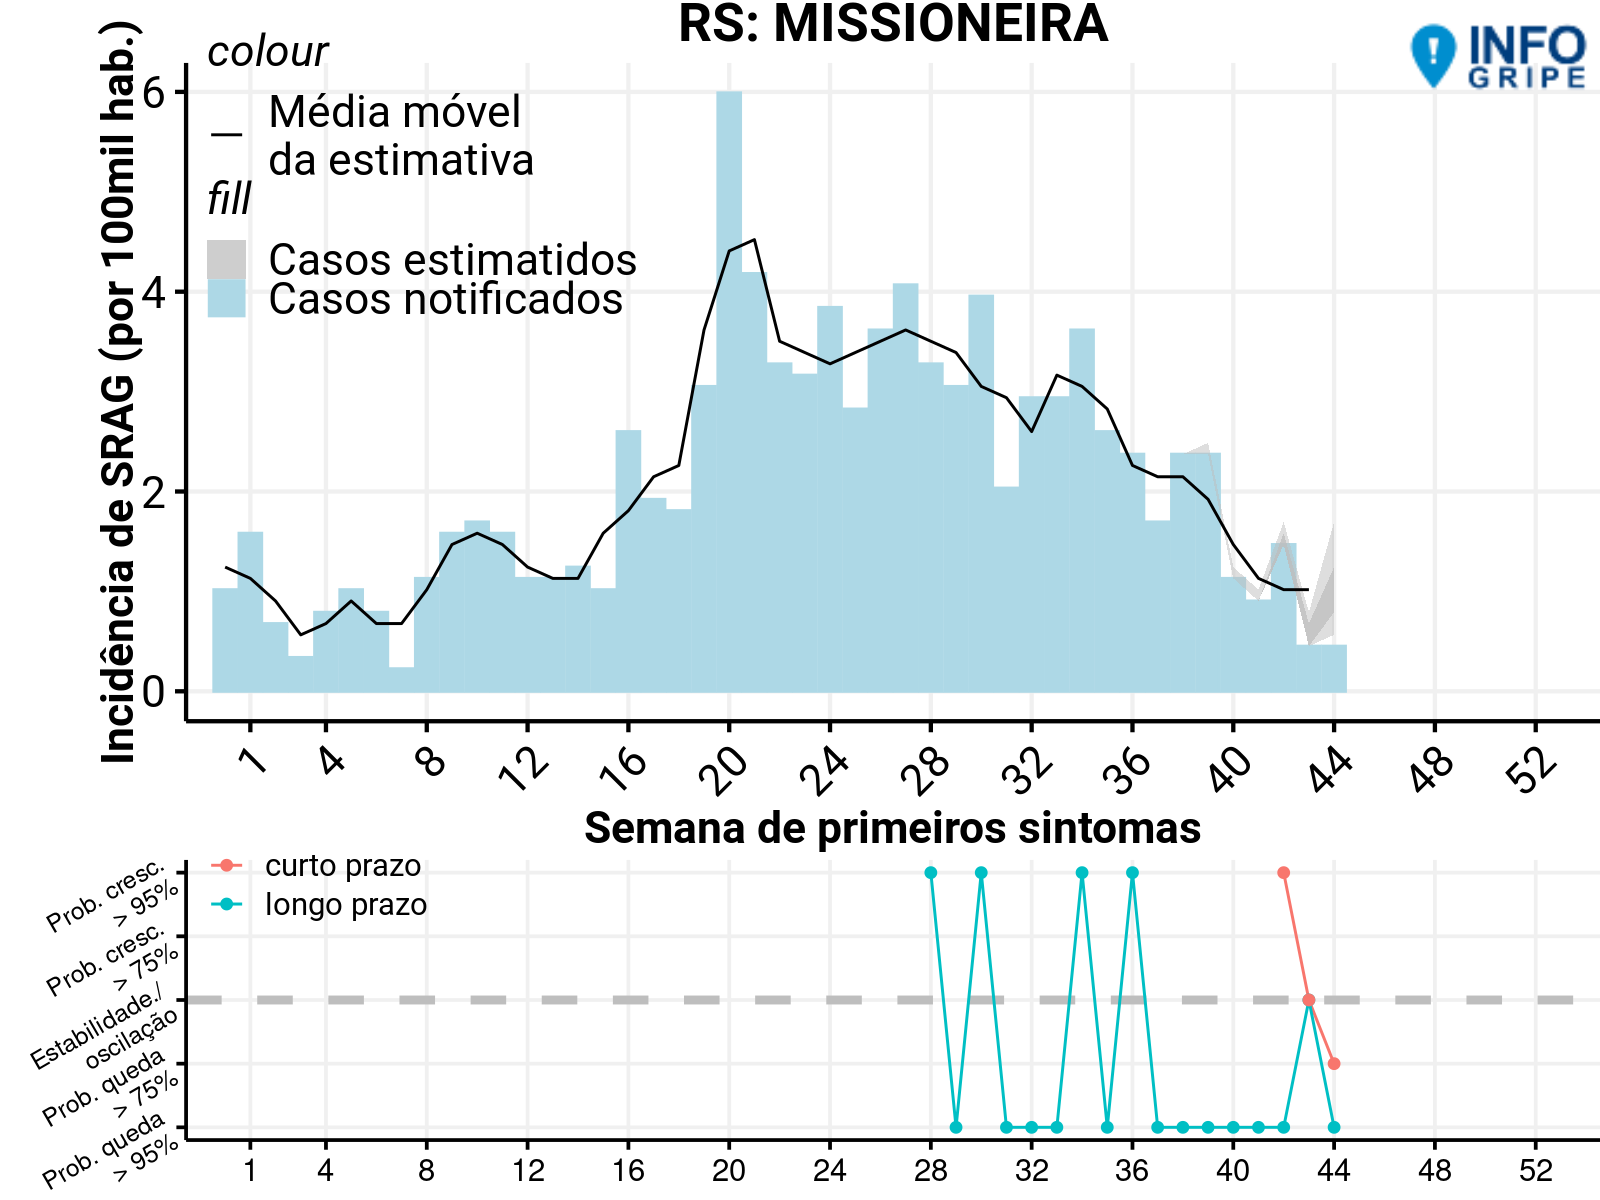 RS: MISSIONEIRA
INFO
GRIPE
Incidência de SRAG (por 100mil hab.)
colour
Média móvel
da estimativa
fill
Casos estimatidos
Casos notificados
6
4
2
0
1 4 8 12 16 20 24 28 32 36 40 44 48 52
Semana de primeiros sintomas
curto prazo
longo prazo
Prob. cresc.
> 95%
Prob. cresc.
> 75%
Estabilidade./
oscilação
Prob. queda
> 75%
Prob. queda
> 95%
1 4 8 12 16 20 24 28 32 36 40 44 48 52